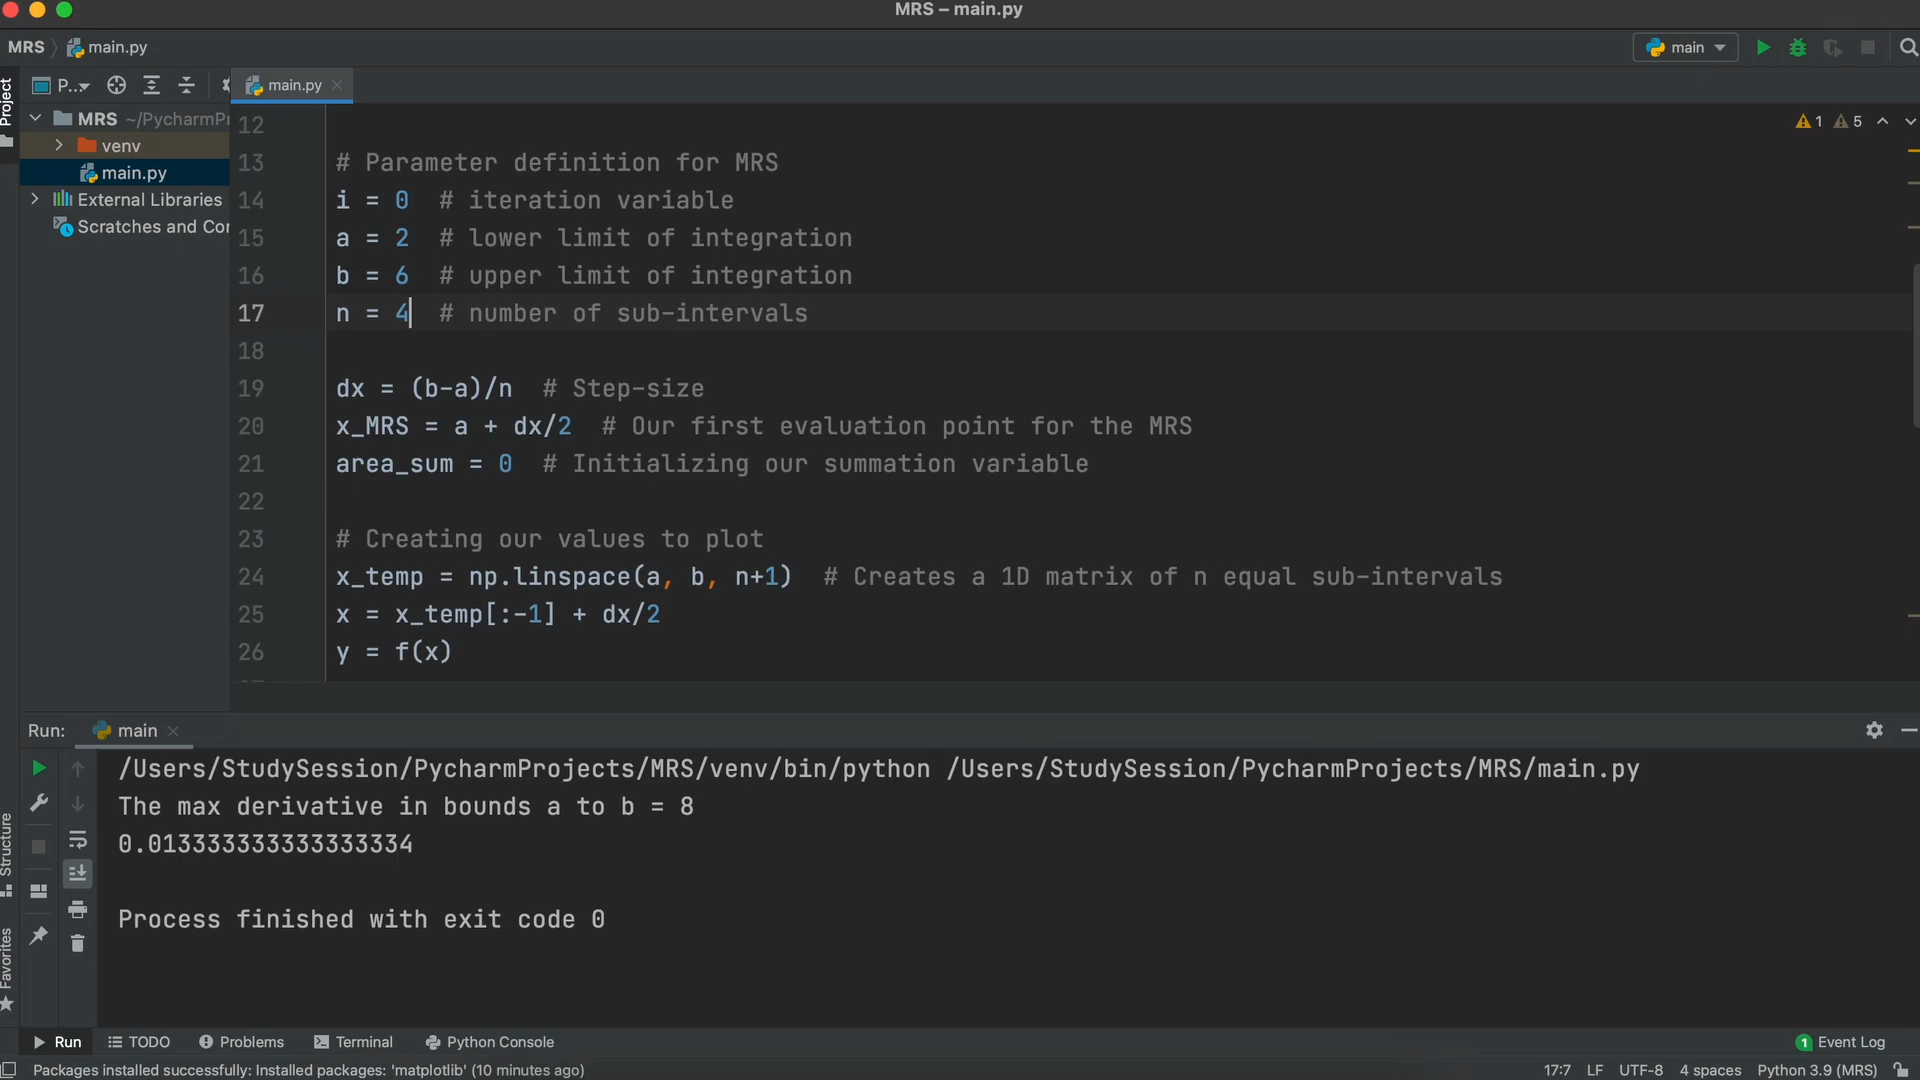 MRS – main.py
MRS main.py
main
P... main.py
MRS ~/PycharmPr
venv
main.py
External Libraries
Scratches and Cor
Project
1 5
12
13 # Parameter definition for MRS
14 i = 0  # iteration variable
15 a = 2  # lower limit of integration
16 b = 6  # upper limit of integration
17 n = 4  # number of sub-intervals
18
19 dx = (b-a)/n  # Step-size
20 x_MRS = a + dx/2  # Our first evaluation point for the MRS
21 area_sum = 0  # Initializing our summation variable
22
23 # Creating our values to plot
24 x_temp = np.linspace(a, b, n+1)  # Creates a 1D matrix of n equal sub-intervals
25 x = x_temp[:-1] + dx/2
26 y = f(x)
Run: main
/Users/StudySession/PycharmProjects/MRS/venv/bin/python /Users/StudySession/PycharmProjects/MRS/main.py
The max derivative in bounds a to b = 8
0.013333333333333334
Process finished with exit code 0
Structure
Favorites
Run TODO Problems Terminal Python Console 1 Event Log
Packages installed successfully: Installed packages: 'matplotlib' (10 minutes ago) 17:7 LF UTF-8 4 spaces Python 3.9 (MRS)